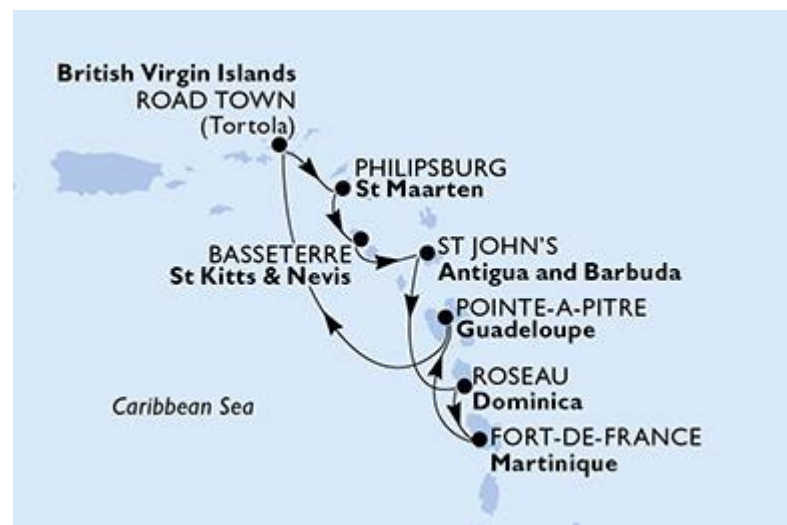 British Virgin Islands
ROAD TOWN
(Tortola)
PHILIPSBURG
St Maarten
BASSETERRE
St Kitts & Nevis
ST JOHN'S
Antigua and Barbuda
POINTE-A-PITRE
Guadeloupe
ROSEAU
Dominica
Caribbean Sea
FORT-DE-FRANCE
Martinique